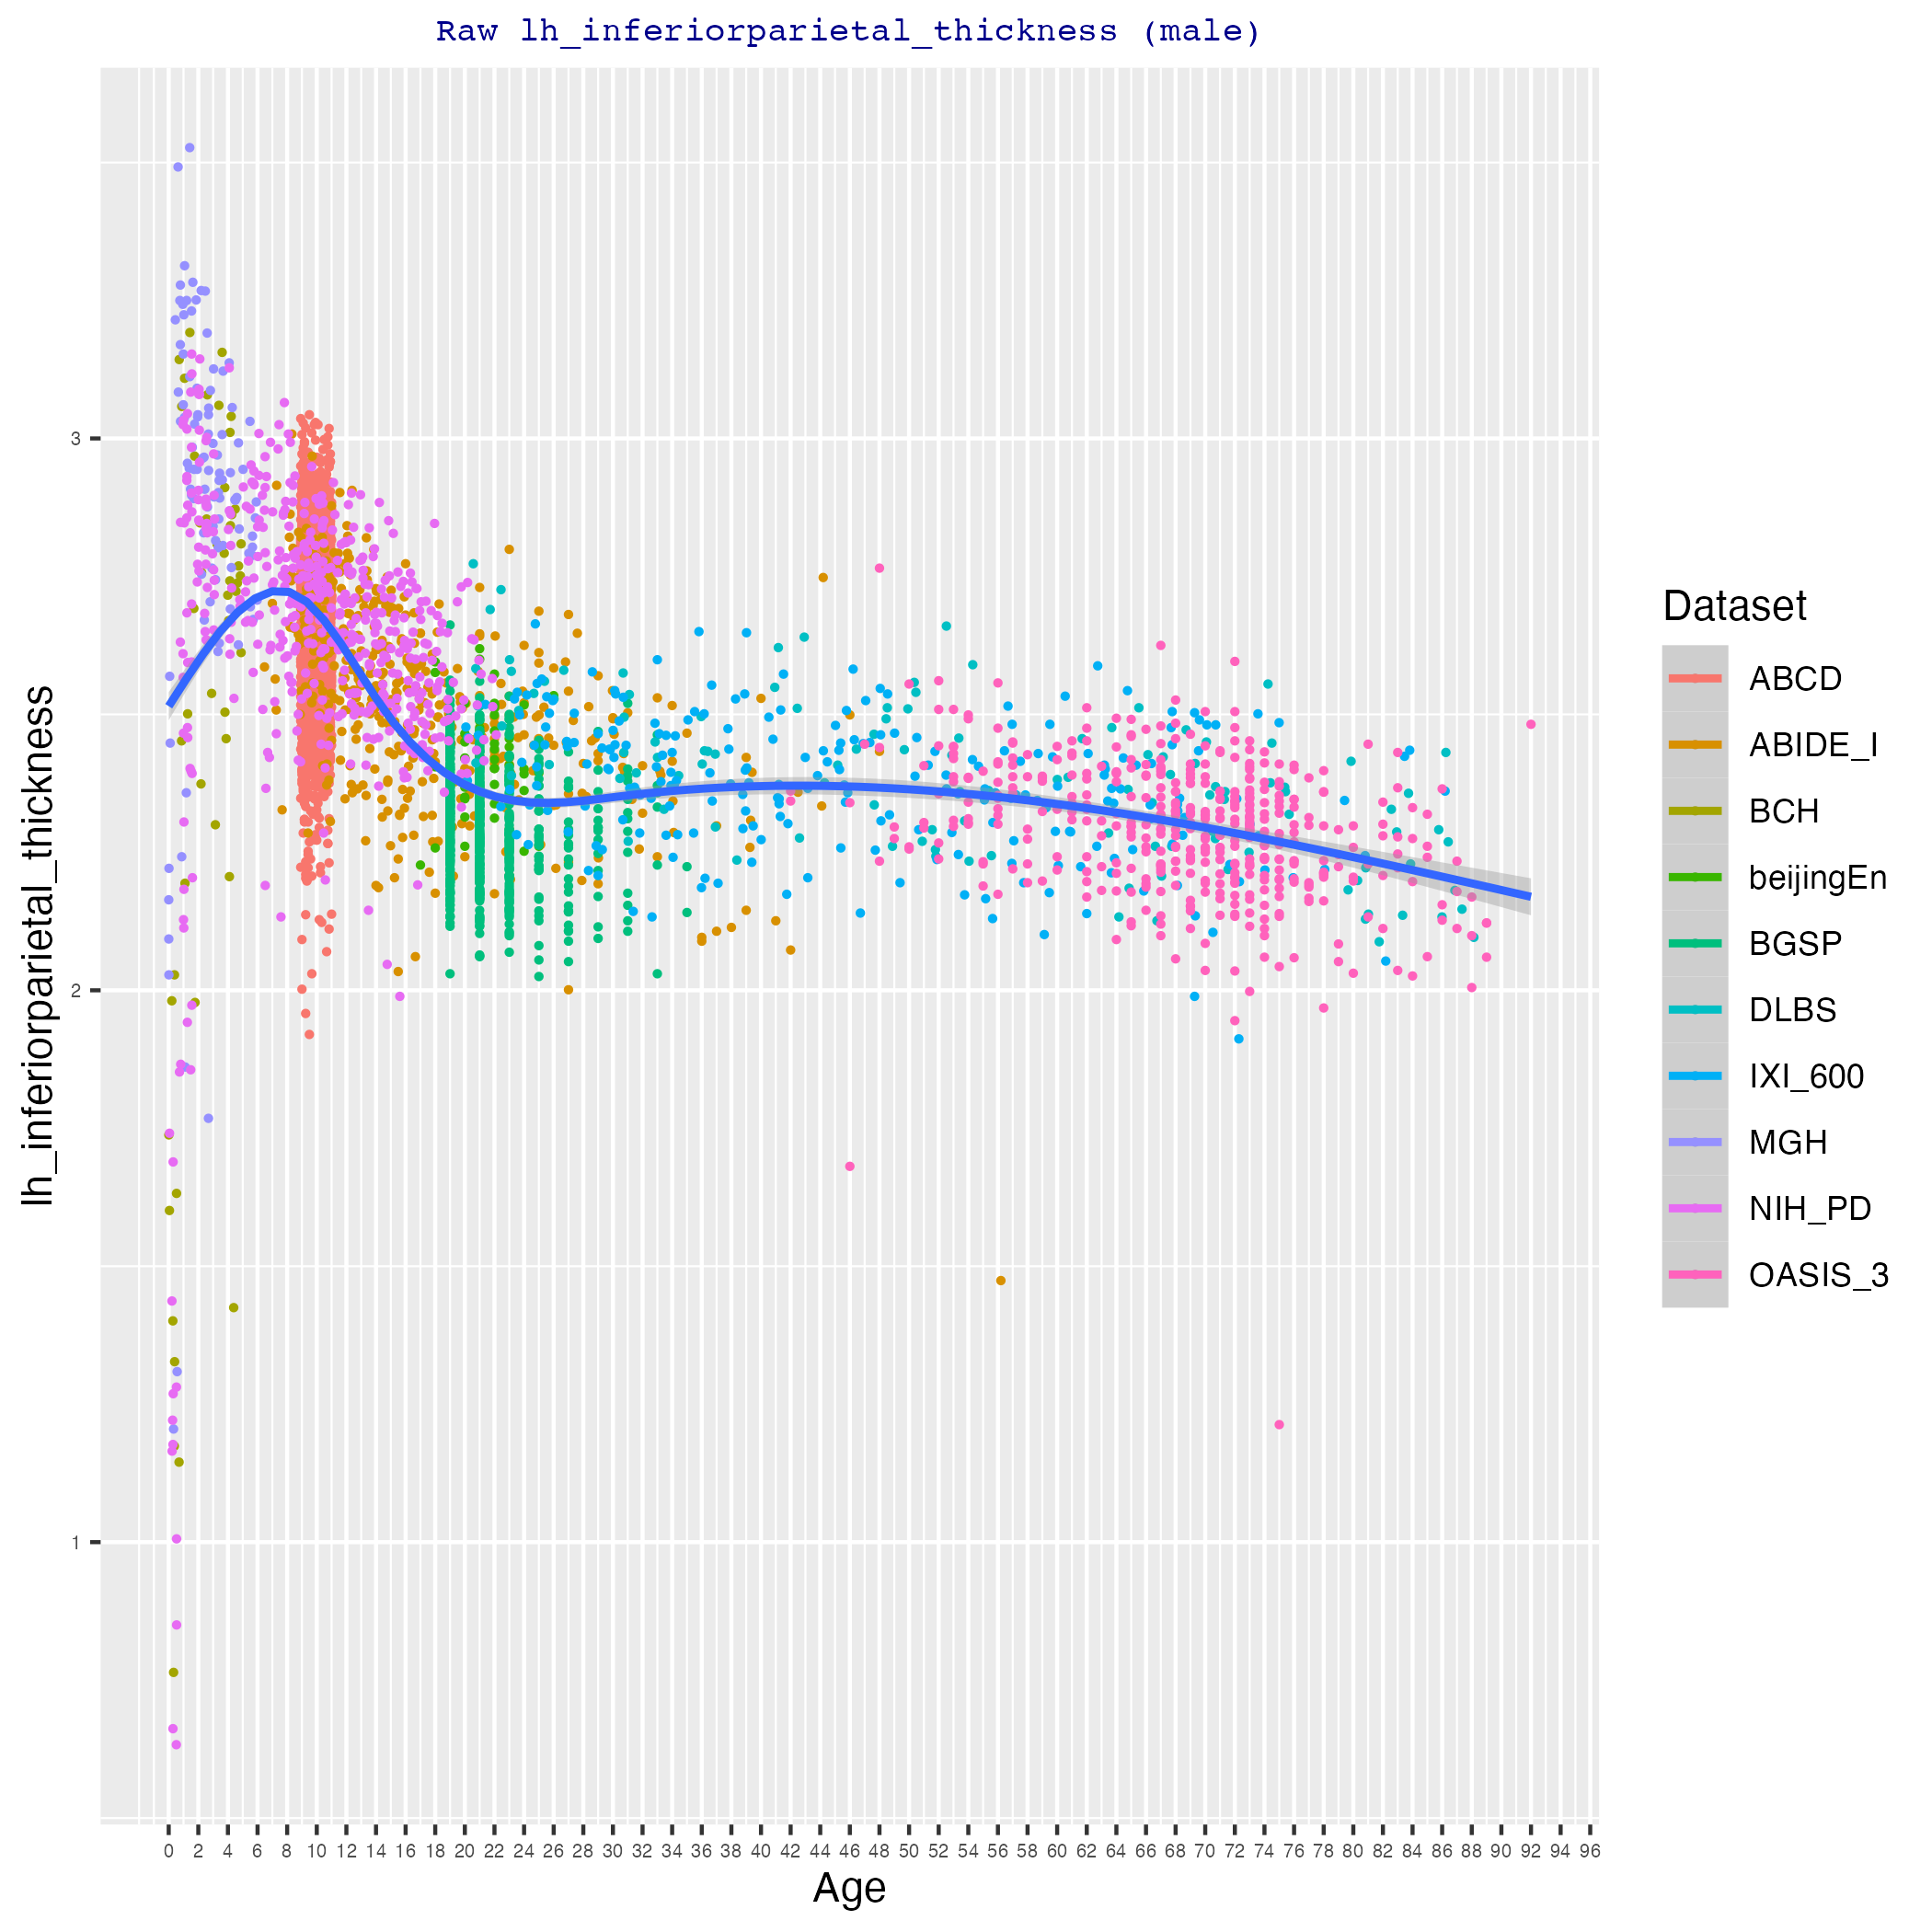 Raw lh_inferiorparietal_thickness (male)
lh_inferiorparietal_thickness
3
2
1
0 2 4 6 8 10 12 14 16 18 20 22 24 26 28 30 32 34 36 38 40 42 44 46 48 50 52 54 56 58 60 62 64 66 68 70 72 74 76 78 80 82 84 86 88 90 92 94 96
Age
Dataset
ABCD
ABIDE_I
BCH
beijingEn
BGSP
DLBS
IXI_600
MGH
NIH_PD
OASIS_3